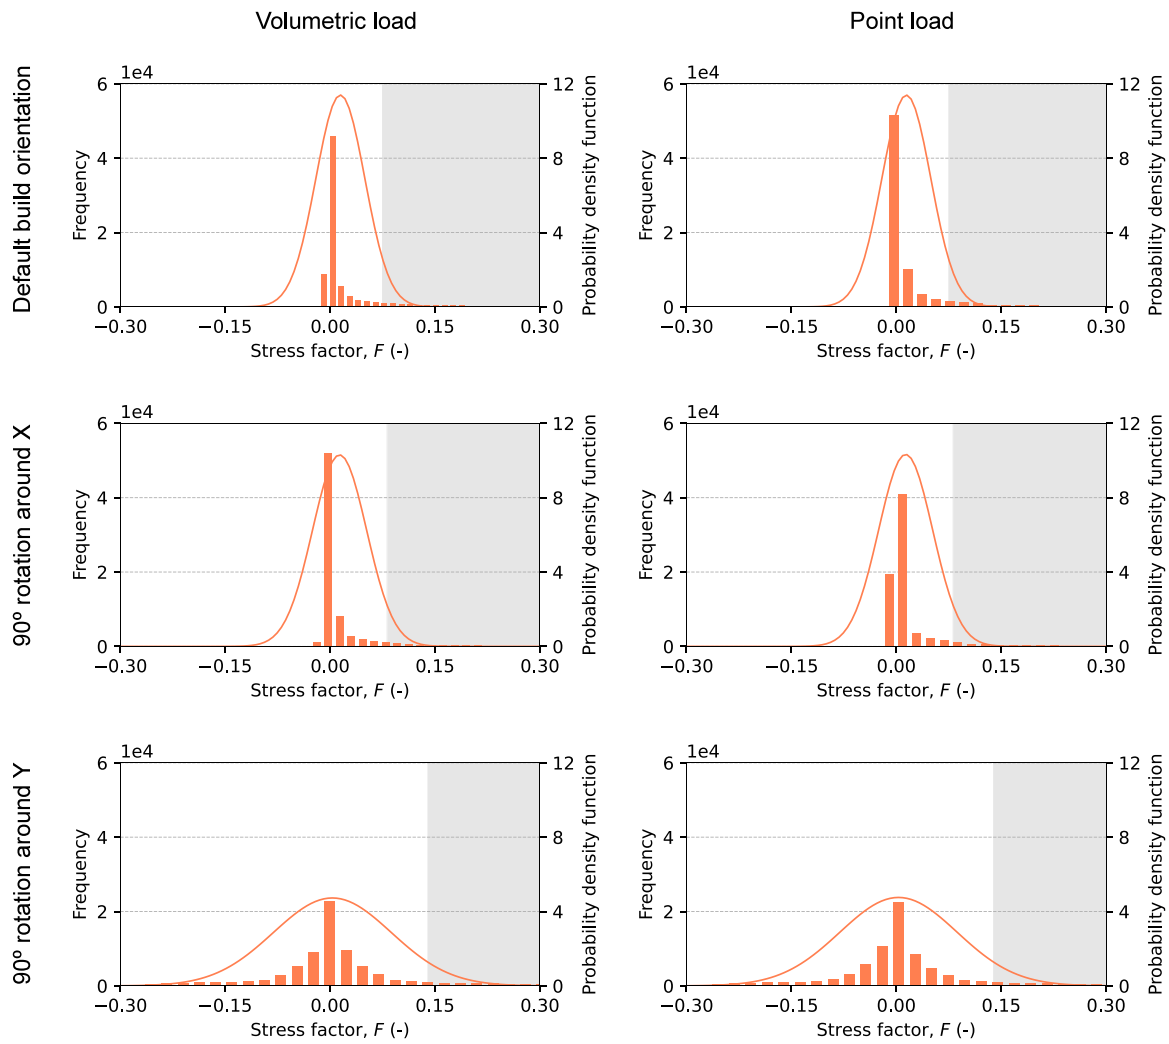 Volumetric load
Point load
Default build orientation
1e4
Frequency
6
4
2
0
12
8
4
0
Probability density function
−0.30 −0.15 0.00 0.15 0.30
Stress factor, F (-)
1e4
Frequency
6
4
2
0
12
8
4
0
Probability density function
−0.30 −0.15 0.00 0.15 0.30
Stress factor, F (-)
90º rotation around X
1e4
Frequency
6
4
2
0
12
8
4
0
Probability density function
−0.30 −0.15 0.00 0.15 0.30
Stress factor, F (-)
1e4
Frequency
6
4
2
0
12
8
4
0
Probability density function
−0.30 −0.15 0.00 0.15 0.30
Stress factor, F (-)
90º rotation around Y
1e4
Frequency
6
4
2
0
12
8
4
0
Probability density function
−0.30 −0.15 0.00 0.15 0.30
Stress factor, F (-)
1e4
Frequency
6
4
2
0
12
8
4
0
Probability density function
−0.30 −0.15 0.00 0.15 0.30
Stress factor, F (-)